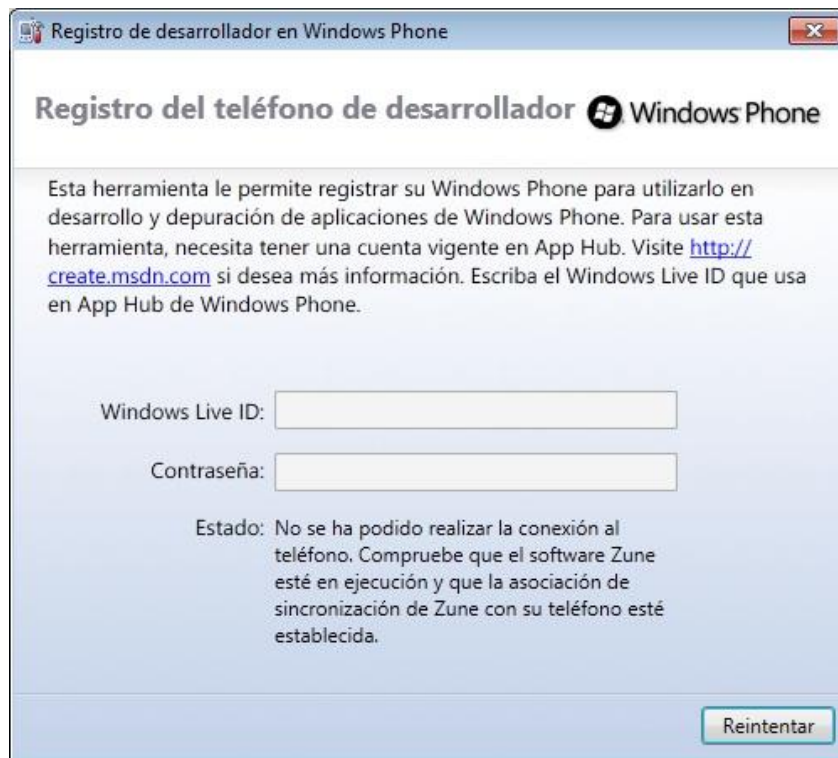 Registro de desarrollador en Windows Phone
Registro del teléfono de desarrollador Windows Phone
Esta herramienta le permite registrar su Windows Phone para utilizarlo en
desarrollo y depuración de aplicaciones de Windows Phone. Para usar esta
herramienta, necesita tener una cuenta vigente en App Hub. Visite http://
create.msdn.com si desea más información. Escriba el Windows Live ID que usa
en App Hub de Windows Phone.
Windows Live ID:
Contraseña:
Estado: No se ha podido realizar la conexión al
teléfono. Compruebe que el software Zune
esté en ejecución y que la asociación de
sincronización de Zune con su teléfono esté
establecida.
Reintentar